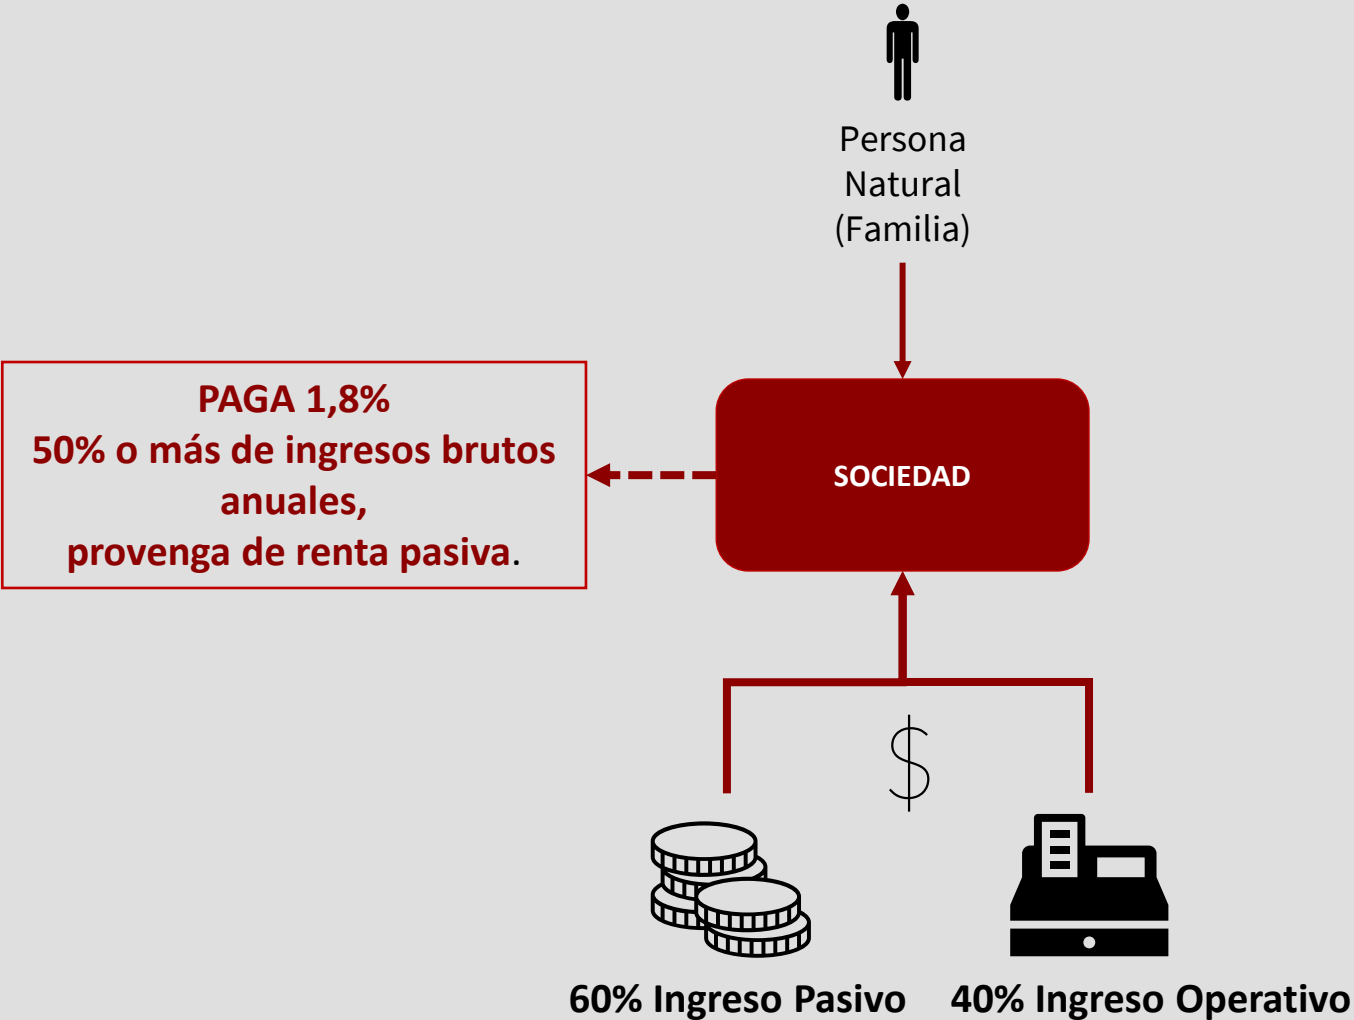 Persona
Natural
(Familia)
PAGA 1,8%
50% o más de ingresos brutos
anuales,
provenga de renta pasiva.
SOCIEDAD
$
60% Ingreso Pasivo
40% Ingreso Operativo